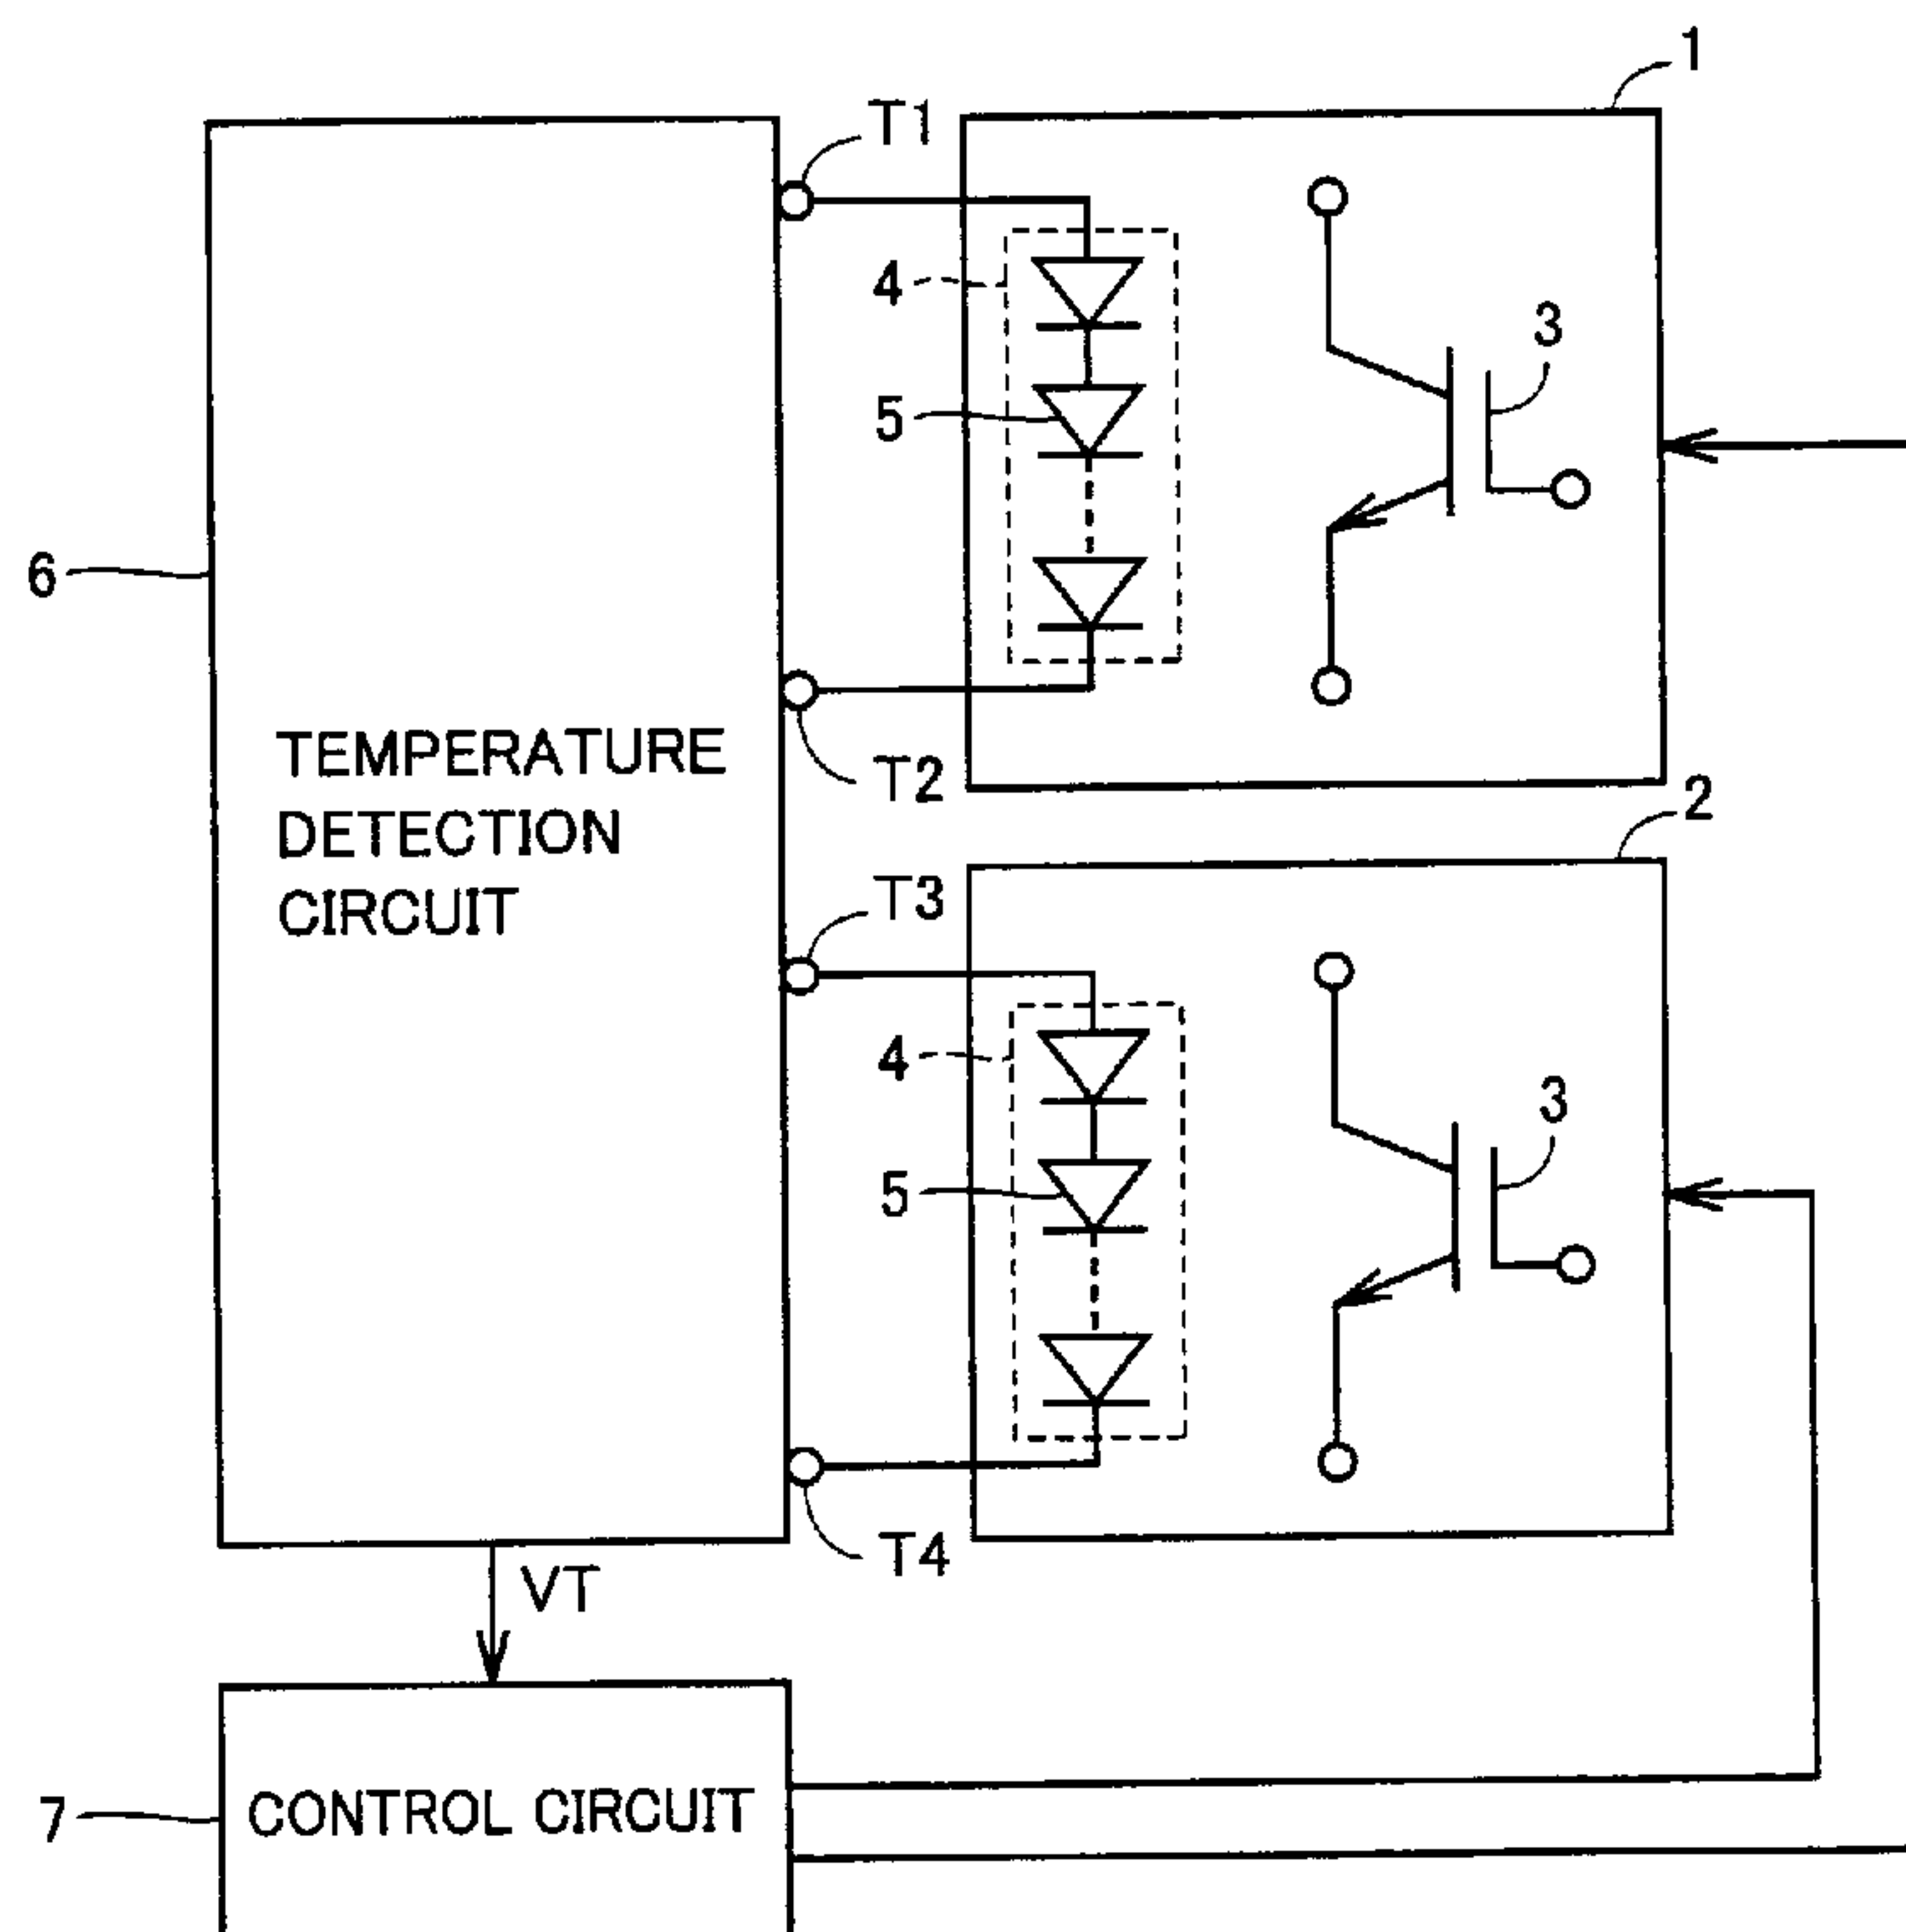 1
T1
4
3
5
6
TEMPERATURE
DETECTION
CIRCUIT
T2
2
T3
4
3
5
T4
VT
7
CONTROL CIRCUIT